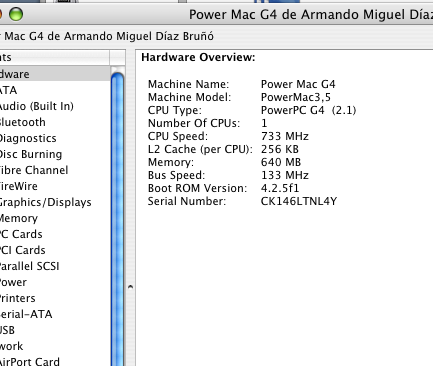 Power Mac G4 de Armando Miguel Díaz
Mac G4 de Armando Miguel Díaz Bruñó
Hardware Overview:
Machine Name: Power Mac G4
Machine Model: PowerMac3,5
CPU Type: PowerPC G4 (2.1)
Number Of CPUs: 1
CPU Speed: 733 MHz
L2 Cache (per CPU): 256 KB
Memory: 640 MB
Bus Speed: 133 MHz
Boot ROM Version: 4.2.5f1
Serial Number: CK146LTNL4Y
nts
dware
ATA
Audio (Built In)
Bluetooth
Diagnostics
Disc Burning
Fibre Channel
FireWire
Graphics/Displays
Memory
PC Cards
PCI Cards
Parallel SCSI
Power
Printers
Serial-ATA
USB
work
AirPort Card